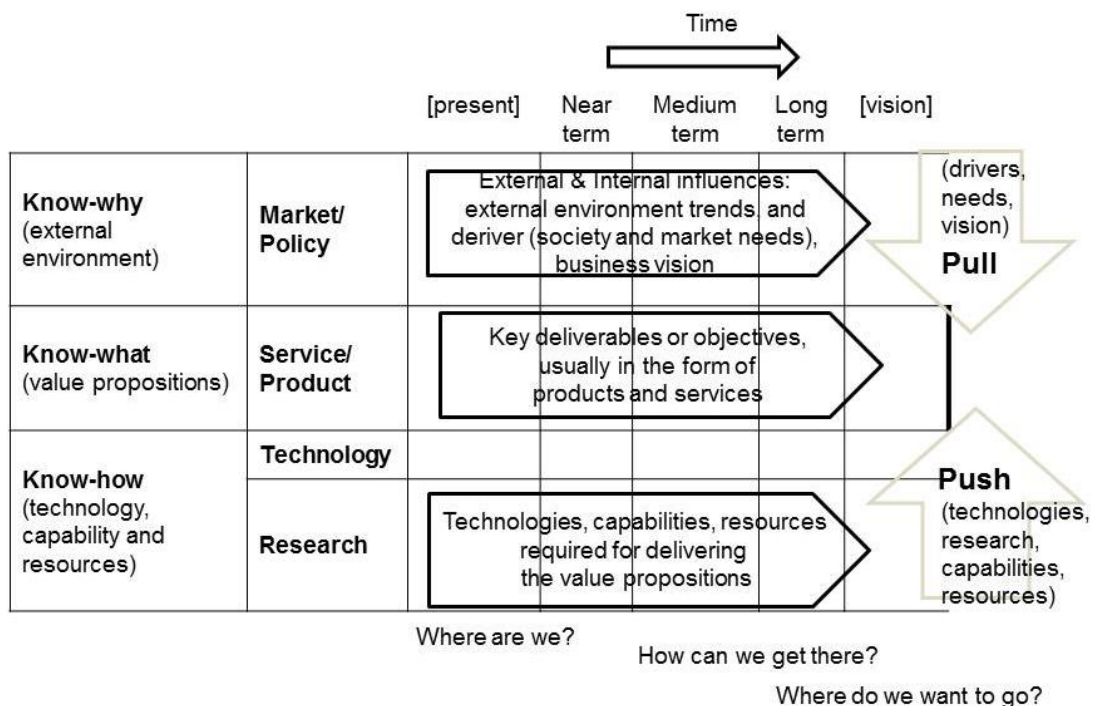 Time
[present]
Near
term
Medium
term
Long
term
[vision]
Know-why
(external
environment)
Market/
Policy
External & Internal influences:
external environment trends, and
deriver (society and market needs),
business vision
(drivers,
needs,
vision)
Pull
Know-what
(value propositions)
Service/
Product
Key deliverables or objectives,
usually in the form of
products and services
Know-how
(technology,
capability and
resources)
Technology
Research
Technologies, capabilities, resources
required for delivering
the value propositions
Push
(technologies,
research,
capabilities,
resources)
Where are we?
How can we get there?
Where do we want to go?